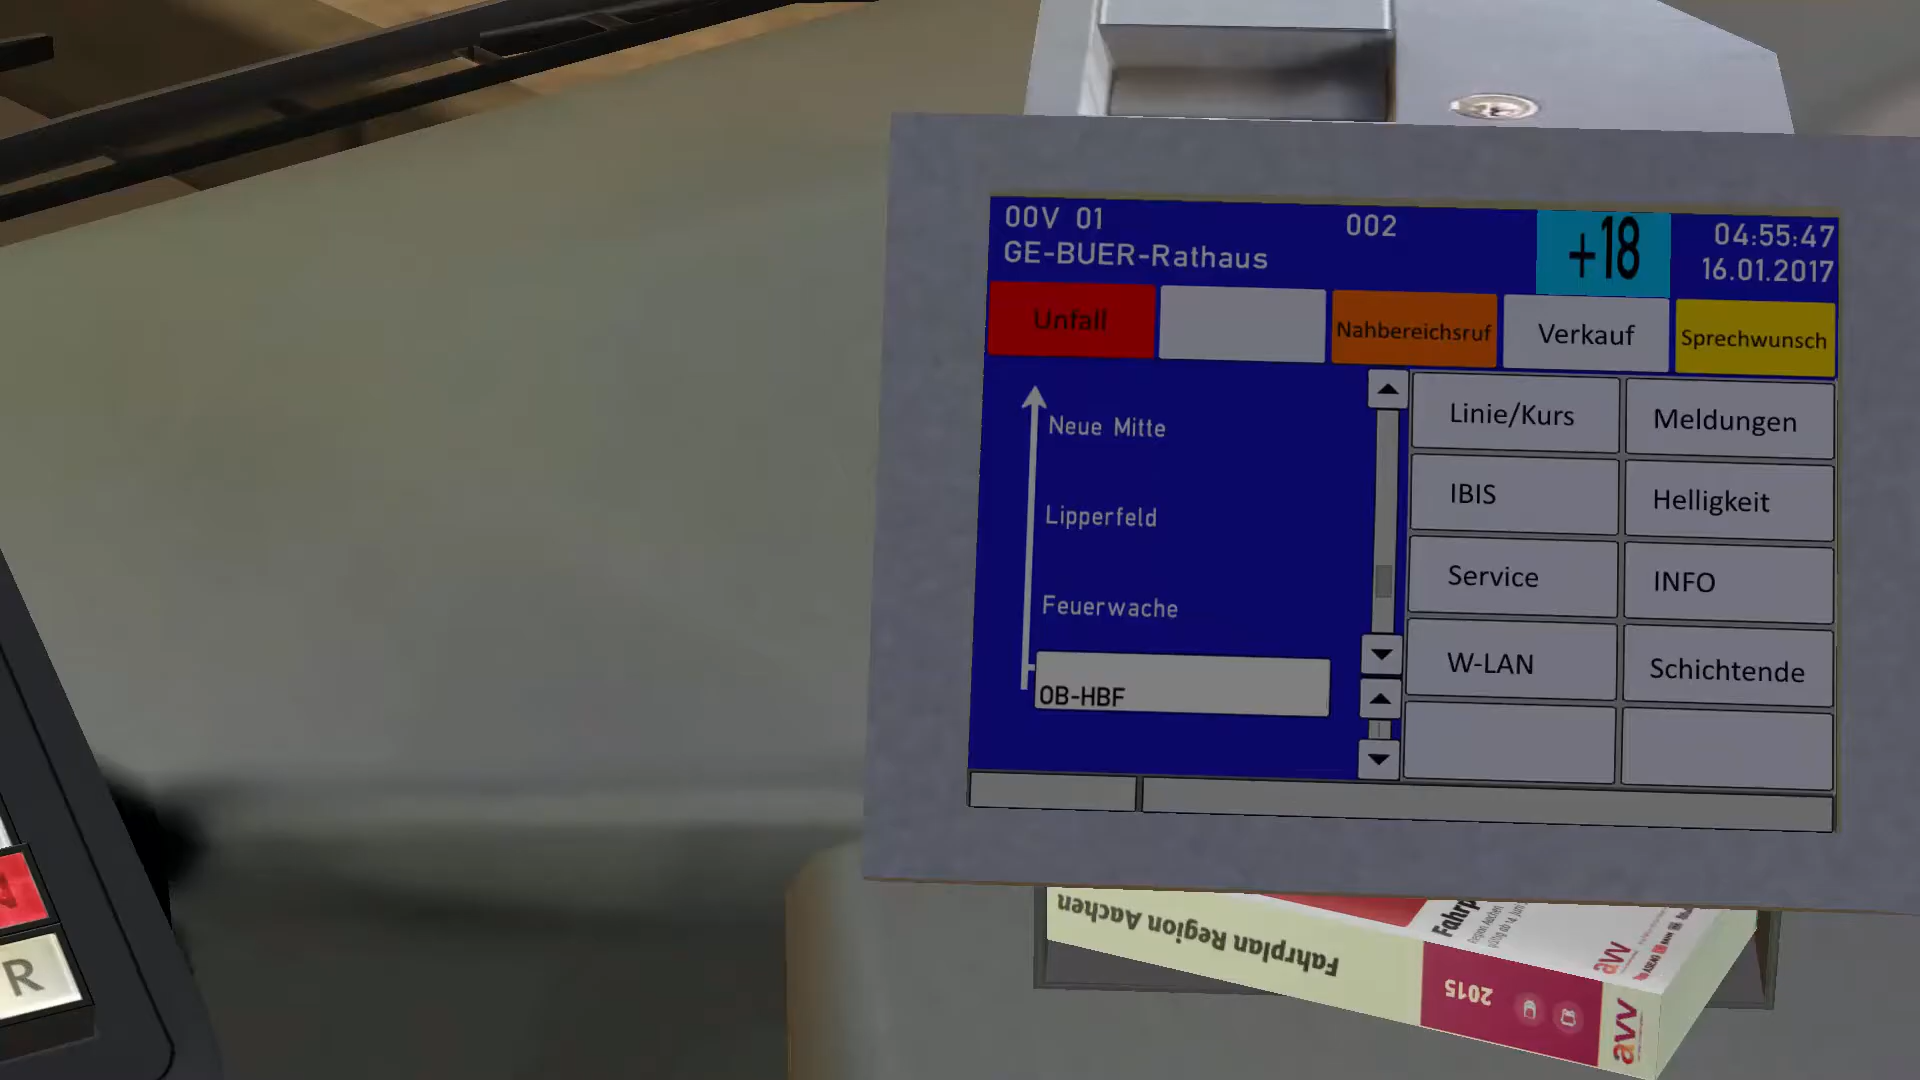 00V 01
002
+18
04:55:47
GE-BUER-Rathaus
16.01.2017
Unfall
Nahbereichsruf
Verkauf
Sprechwunsch
Neue Mitte
Lipperfeld
Feuerwache
OB-HBF
Linie/Kurs
Meldungen
IBIS
Helligkeit
Service
INFO
W-LAN
Schichtende
R
Fahrplan Region Aachen
2015
avv
avv